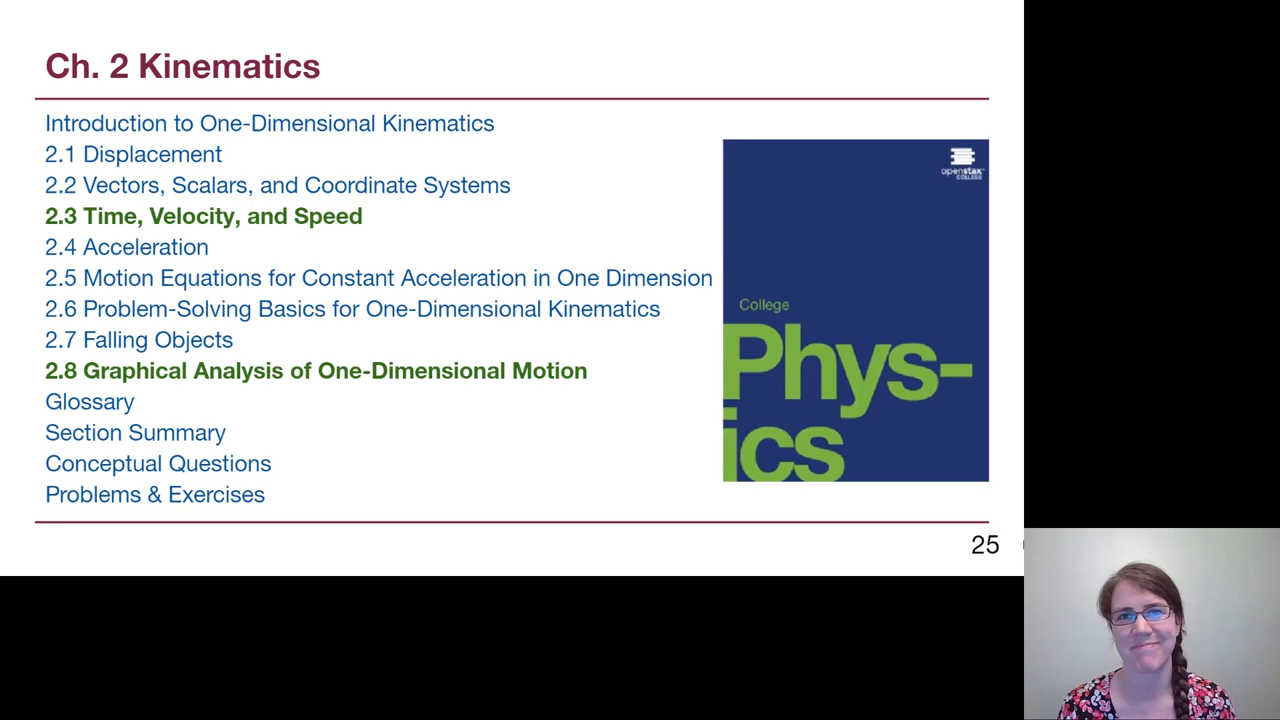 Ch. 2 Kinematics
Introduction to One-Dimensional Kinematics
2.1 Displacement
2.2 Vectors, Scalars, and Coordinate Systems
2.3 Time, Velocity, and Speed
2.4 Acceleration
2.5 Motion Equations for Constant Acceleration in One Dimension
2.6 Problem-Solving Basics for One-Dimensional Kinematics
2.7 Falling Objects
2.8 Graphical Analysis of One-Dimensional Motion
Glossary
Section Summary
Conceptual Questions
Problems & Exercises
openstax
COLLEGE
College
Phys-
ics
25